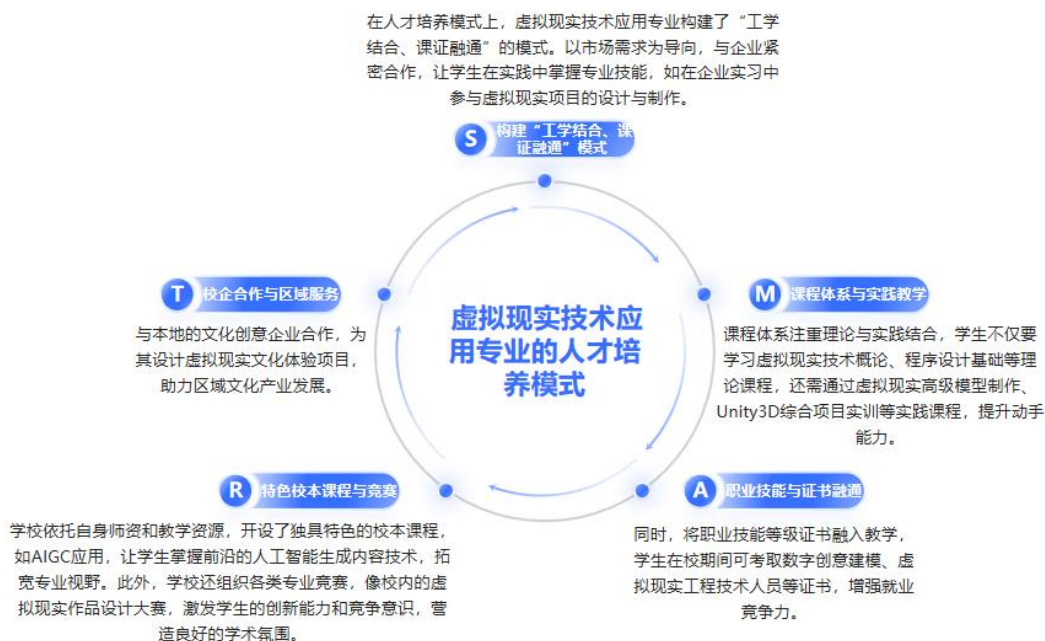 在人才培养模式上，虚拟现实技术应用专业构建了“工学
结合、课证融通”的模式。以市场需求为导向，与企业紧
密合作，让学生在实践中掌握专业技能，如在企业实习中
参与虚拟现实项目的设计与制作。
S
构建“工学结合、课
证融通”模式
T
校企合作与区域服务
与本地的文化创意企业合作，为
其设计虚拟现实文化体验项目，
助力区域文化产业发展。
虚拟现实技术应
用专业的人才培
养模式
M
课程体系与实践教学
课程体系注重理论与实践结合，学生不仅要
学习虚拟现实技术概论、程序设计基础等理
论课程，还需通过虚拟现实高级模型制作、
Unity3D综合项目实训等实践课程，提升动手
能力。
R
特色校本课程与竞赛
学校依托自身师资和教学资源，开设了独具特色的校本课程，
如AIGC应用，让学生掌握前沿的人工智能生成内容技术，拓
宽专业视野。此外，学校还组织各类专业竞赛，像校内的虚
拟现实作品设计大赛，激发学生的创新能力和竞争意识，营
造良好的学术氛围。
A
职业技能与证书融通
同时，将职业技能等级证书融入教学，
学生在校期间可考取数字创意建模、虚
拟现实工程技术人员等证书，增强就业
竞争力。